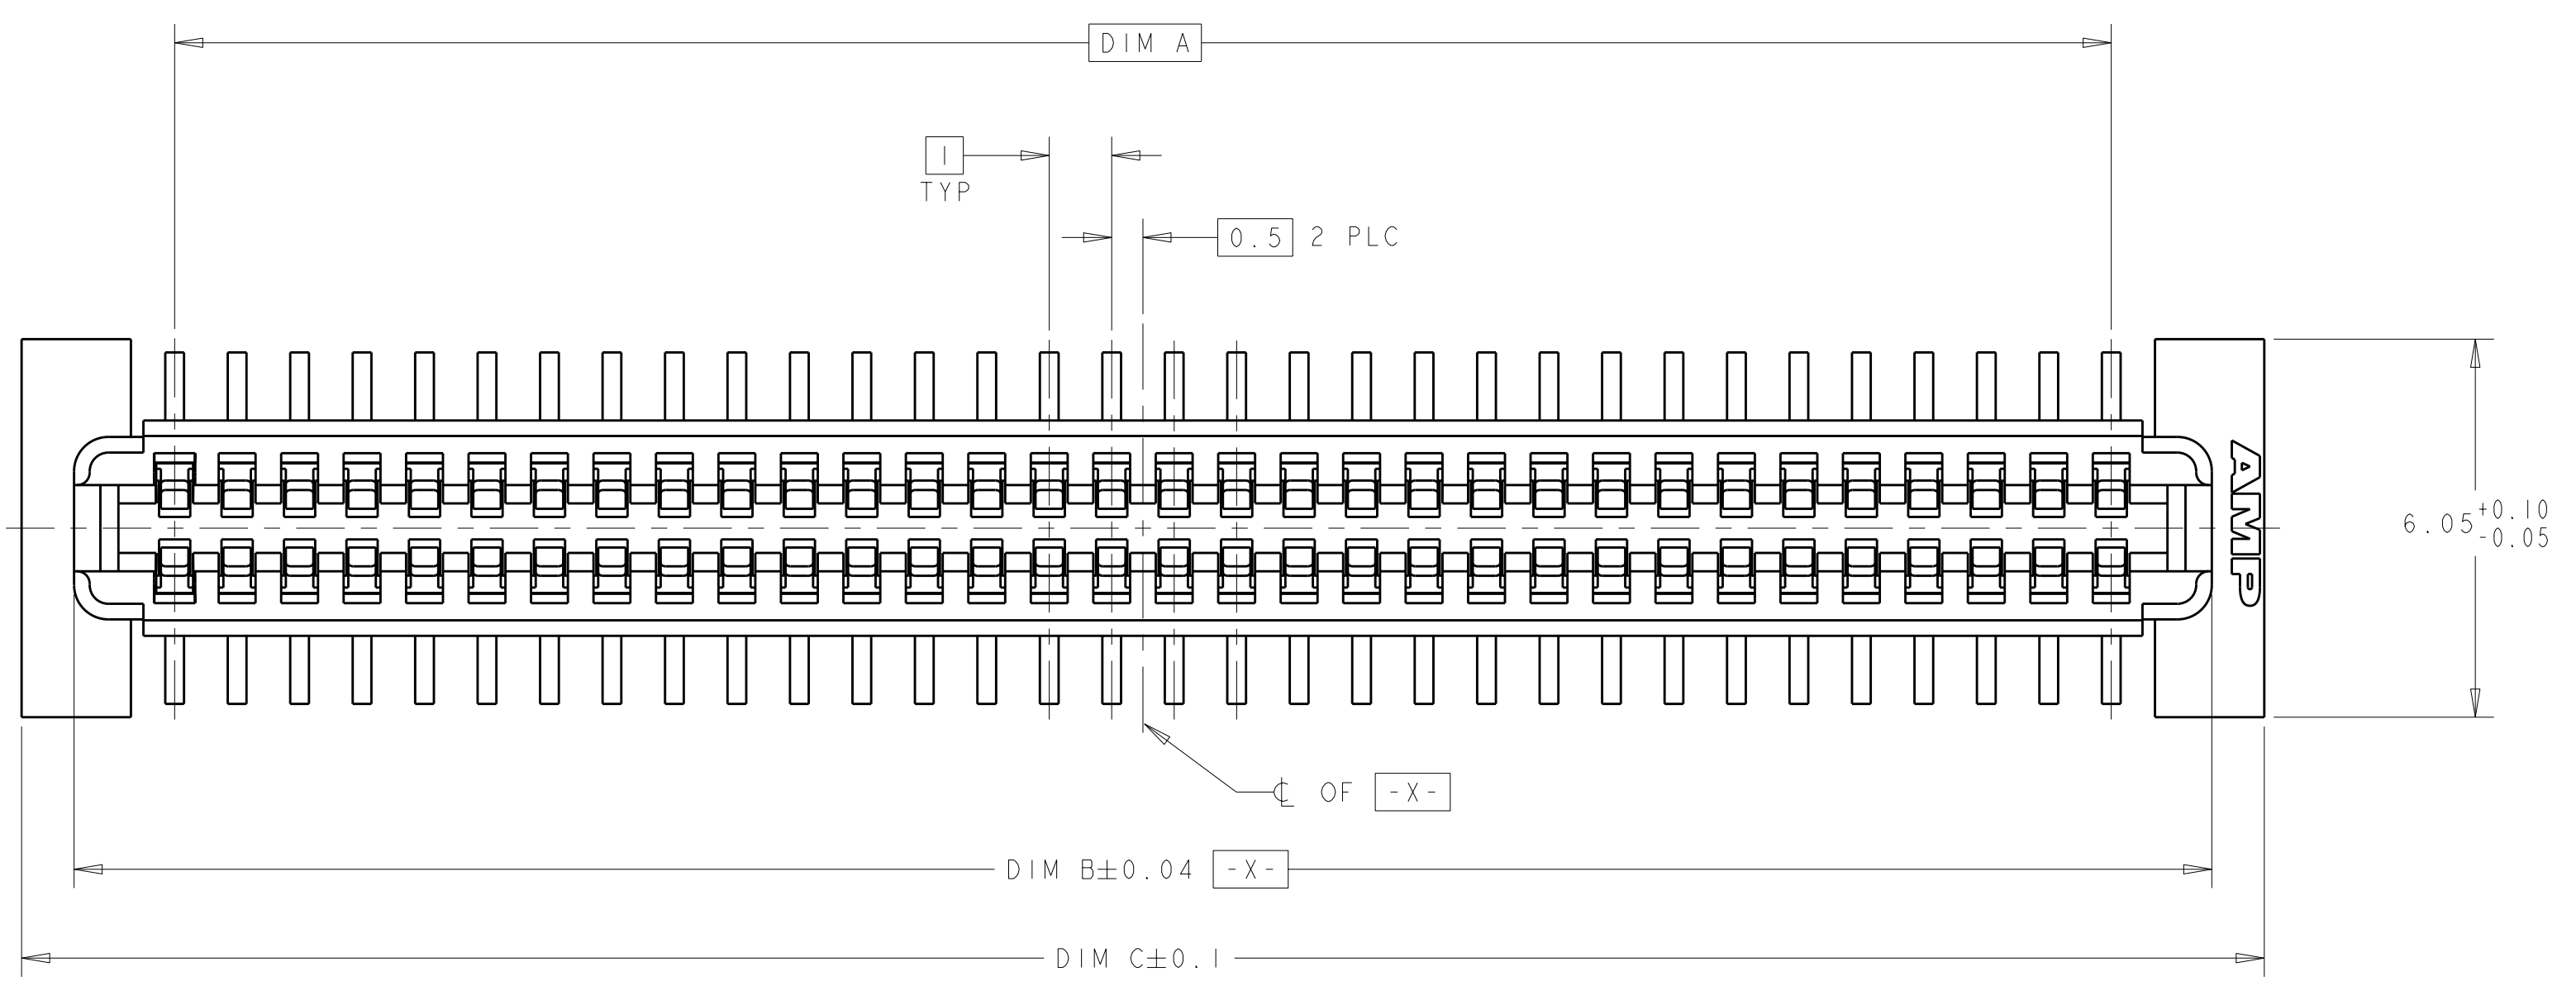 DIM A
1
TYP
0.5 2 PLC
AMP
6.05 +0.10
-0.05
℄ OF -X-
DIM B±0.04 -X-
DIM C±0.1